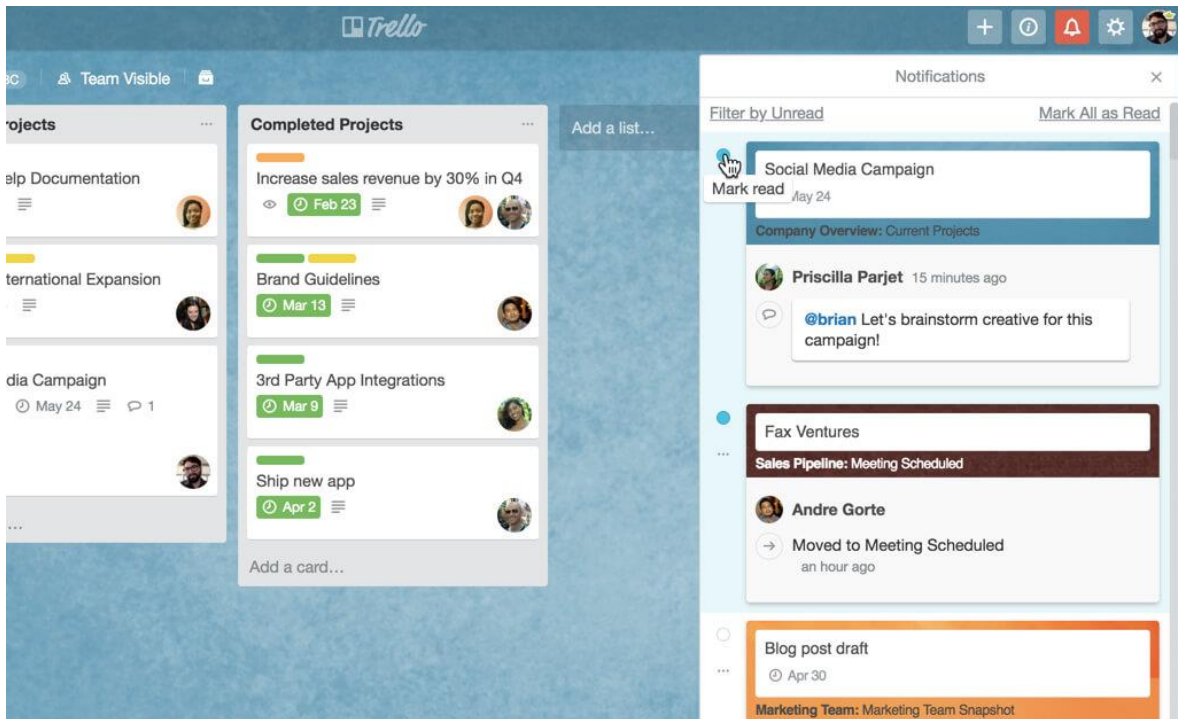 Trello
BC
Team Visible
rojects
elp Documentation
ternational Expansion
dia Campaign
May 24
1
...
Completed Projects
Increase sales revenue by 30% in Q4
Feb 23
Brand Guidelines
Mar 13
3rd Party App Integrations
Mar 9
Ship new app
Apr 2
Add a card...
Add a list...
Notifications
Filter by Unread
Mark All as Read
Mark read
Social Media Campaign
May 24
Company Overview: Current Projects
Priscilla Parjet 15 minutes ago
@brian Let's brainstorm creative for this
campaign!
Fax Ventures
Sales Pipeline: Meeting Scheduled
Andre Gorte
Moved to Meeting Scheduled
an hour ago
Blog post draft
Apr 30
Marketing Team: Marketing Team Snapshot